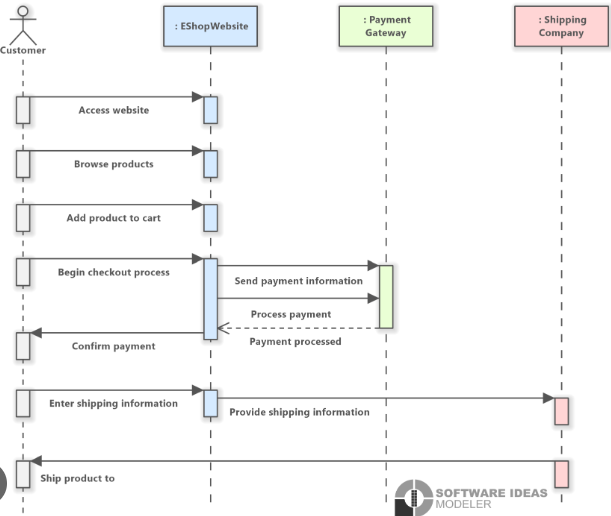 : EShopWebsite
: Payment
Gateway
: Shipping
Company
Customer
Access website
Browse products
Add product to cart
Begin checkout process
Send payment information
Process payment
Payment processed
Confirm payment
Enter shipping information
Provide shipping information
Ship product to
SOFTWARE IDEAS
MODELER